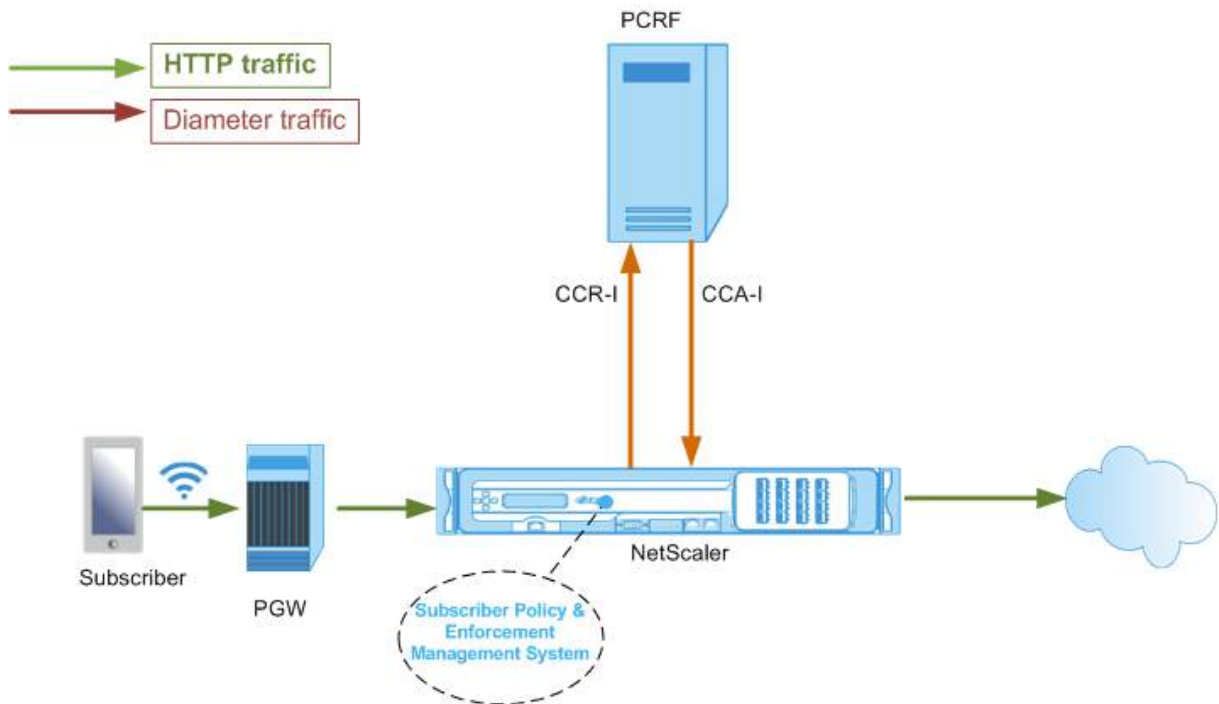 PCRF
HTTP traffic
Diameter traffic
CCR-I
CCA-I
NetScaler
Subscriber
PGW
Subscriber Policy &
Enforcement
Management System